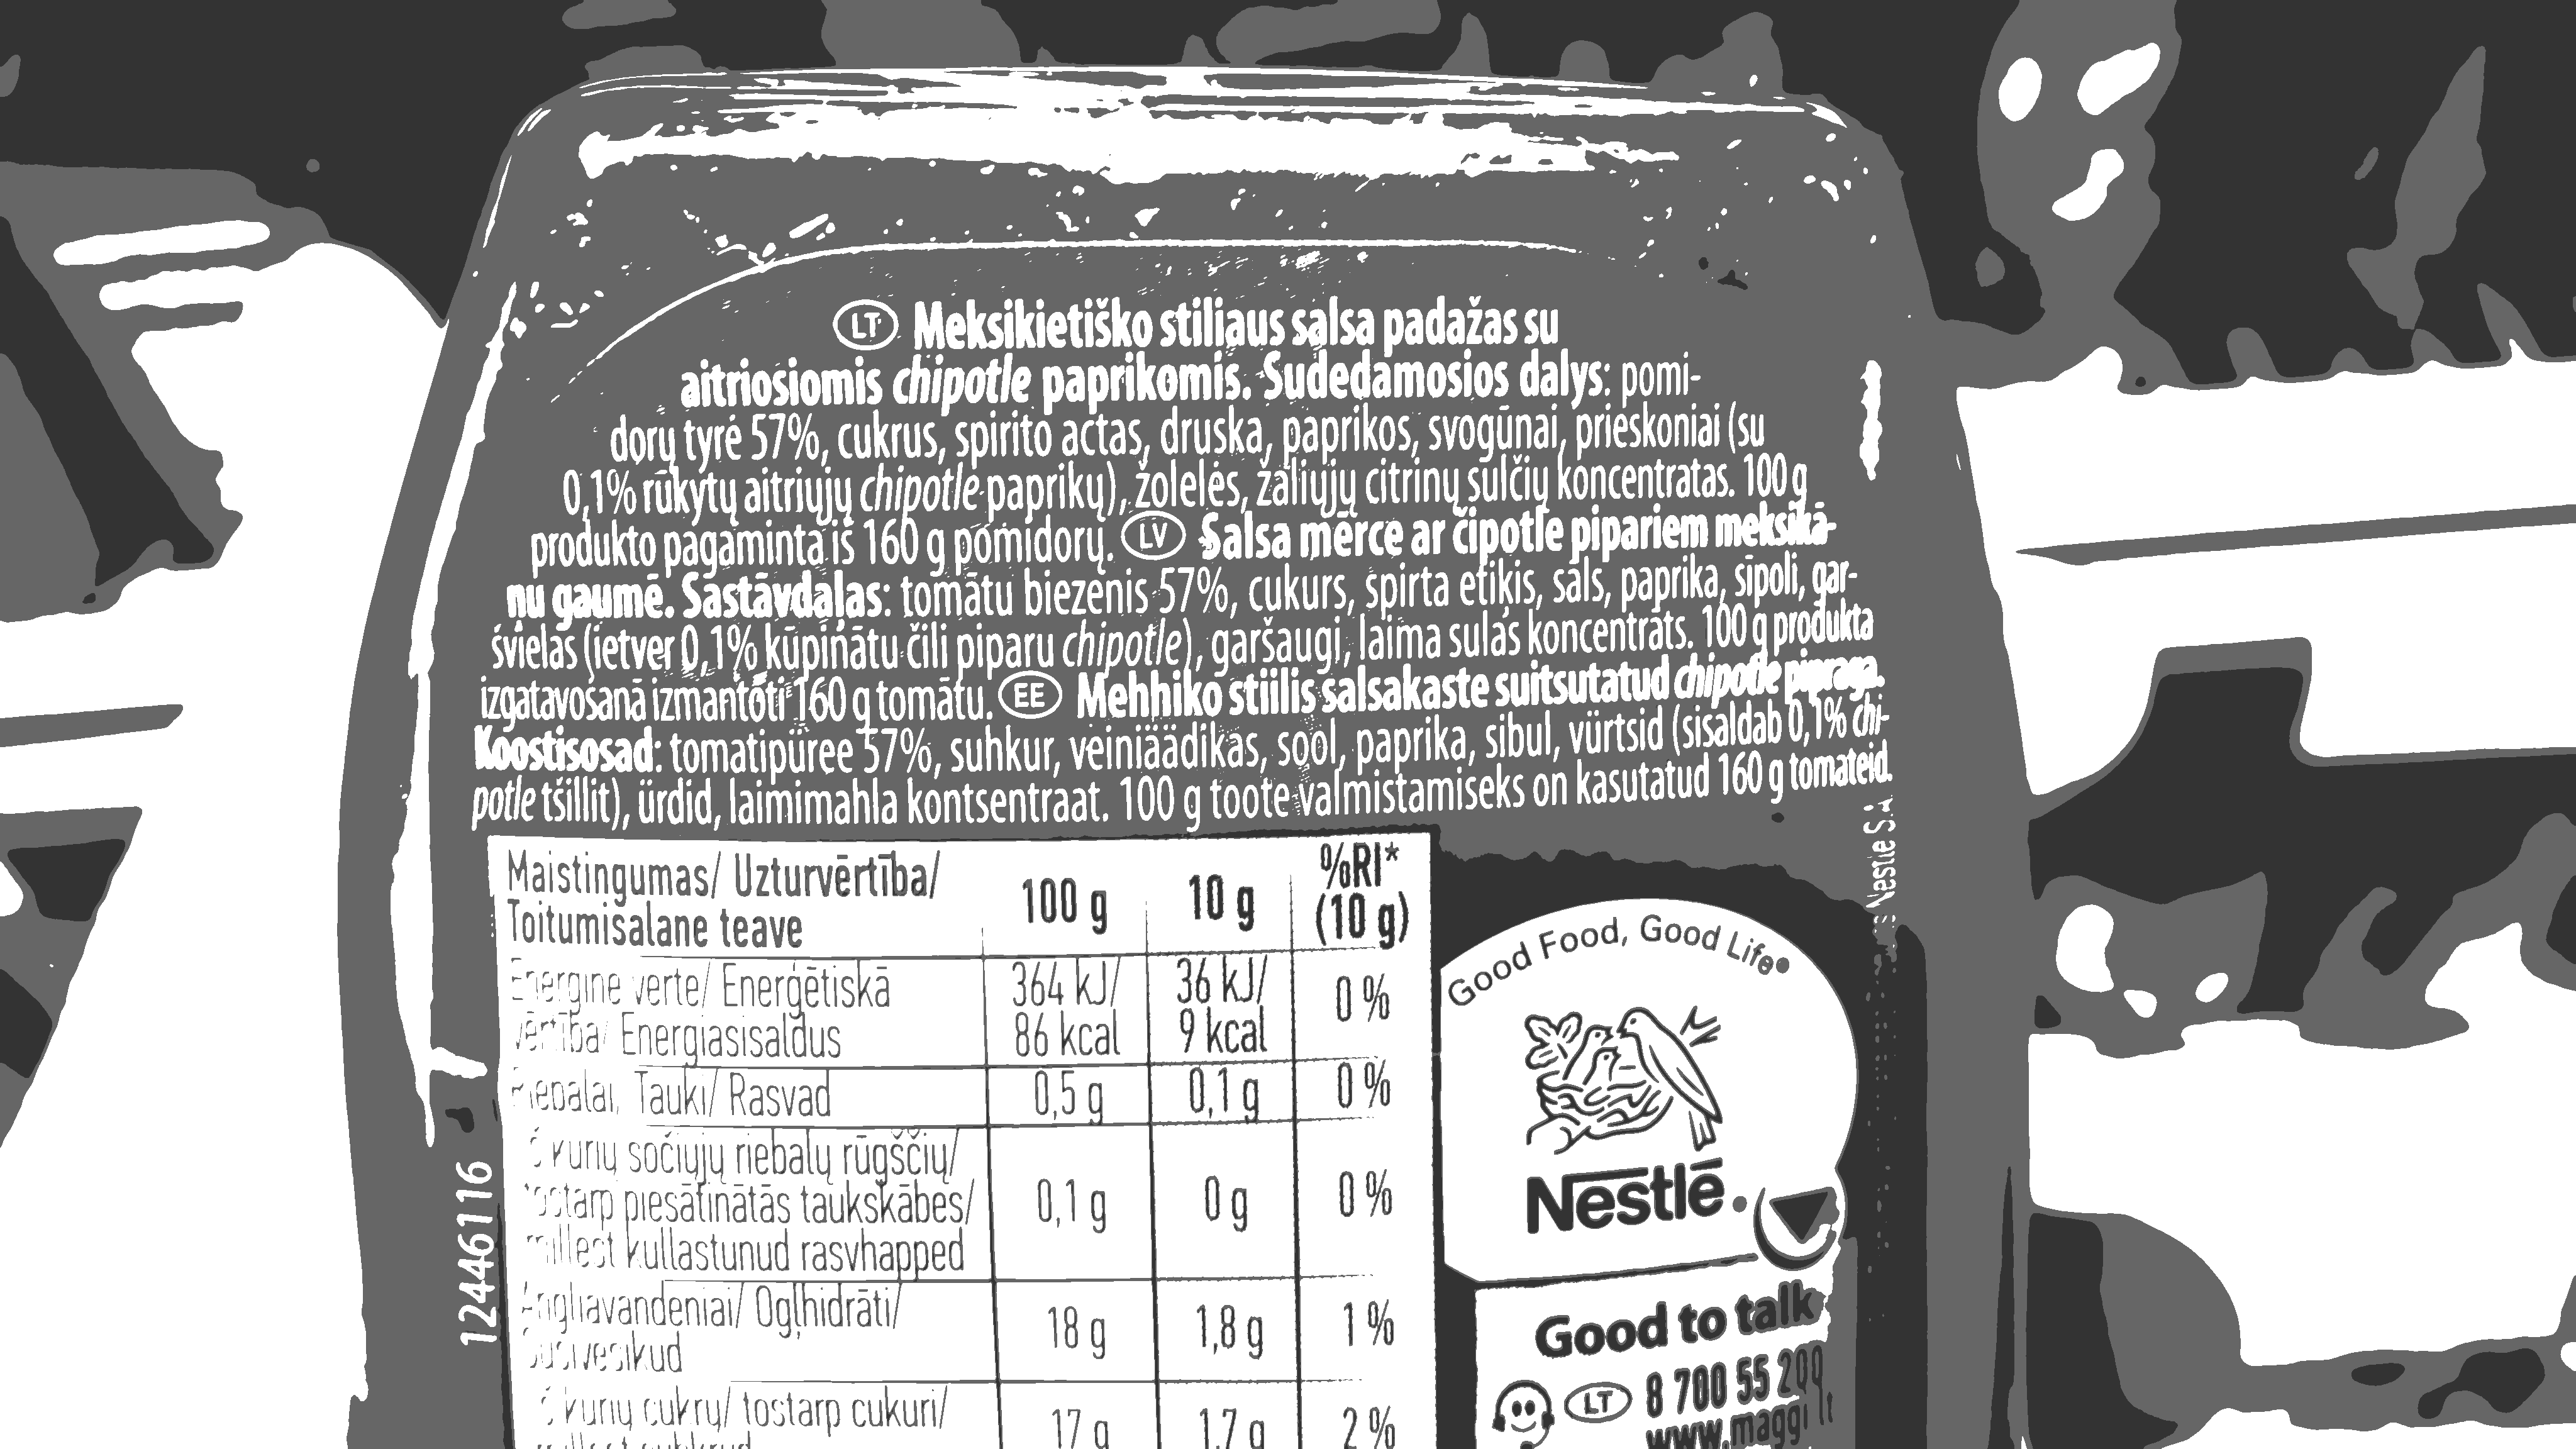 LT Meksikietiško stiliaus salsa padažas su
aitriosiomis chipotle paprikomis. Sudedamosios dalys: pomi-
dorų tyrė 57%, cukrus, spirito actas, druska, paprikos, svogūnai, prieskoniai (su
0,1% rūkytų aitriųjų chipotle paprikų), žolelės, žaliųjų citrinų sulčių koncentratas. 100 g
produkto pagaminta iš 160 g pomidorų. LV Salsa mērce ar čipotle pipariem meksikā-
ņu gaumē. Sastāvdaļas: tomātu biezenis 57%, cukurs, spirta etiķis, sāls, paprika, sīpoli, gar-
švielas (ietver 0,1% kūpinātu čili piparu chipotle), garšaugi, laima sulas koncentrāts. 100 g produkta
izgatavošanā izmantoti 160 g tomātu. EE Mehhiko stiilis salsakaste suitsutatud chipotle pipraga.
Koostisosad: tomatipüree 57%, suhkur, veiniäädikas, sool, paprika, sibul, vürtsid (sisaldab 0,1% chi-
potle tšillit), ürdid, laimimahla kontsentraat. 100 g toote valmistamiseks on kasutatud 160 g tomateid.
Maistingumas/ Uzturvērtība/
Toitumisalane teave
100 g 10 g %RI*
(10 g)
Energinė vertė/ Enerģētiskā
vērtība/ Energiasisaldus
364 kJ/ 36 kJ/ 0 %
86 kcal 9 kcal
Riebalai/ Tauki/ Rasvad 0,5 g 0,1 g 0 %
iš kurių sočiųjų riebalų rūgščių/
tostarp piesātinātās taukskābes/ 0,1 g 0 g 0 %
millest küllastunud rasvhapped
Angliavandeniai/ Ogļhidrāti/ 18 g 1,8 g 1 %
Süsivesikud
iš kurių cukrų/ tostarp cukuri/ 17 g 1,7 g 2 %
12446116
Nestlé S.A.
Good Food, Good Life
Nestlé
Good to talk
LT 8 700 55 200
www.maggi.lt